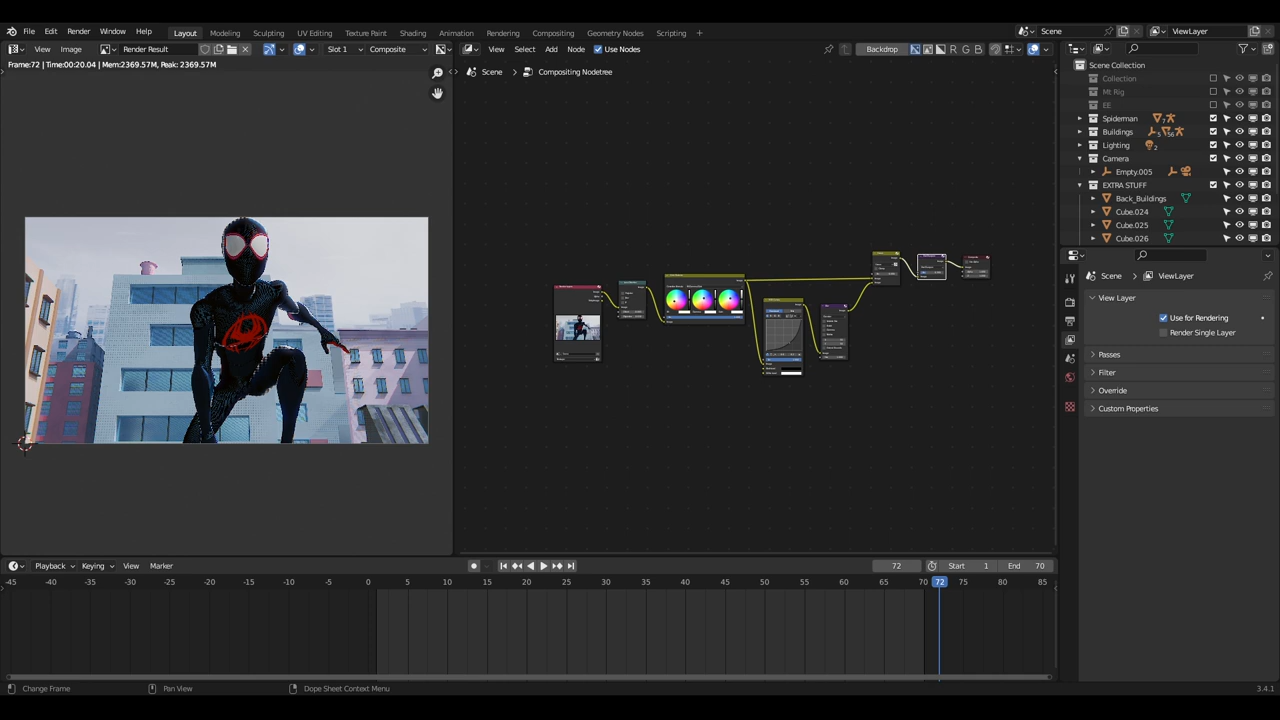 File Edit Render Window Help Layout Modeling Sculpting UV Editing Texture Paint Shading Animation Rendering Compositing Geometry Nodes Scripting + Scene ViewLayer
View Image Render Result Slot 1 Composite View Select Add Node Use Nodes Backdrop R G B
Frame:72 | Time:00:20.04 | Mem:2369.57M, Peak: 2369.57M
Scene > Compositing Nodetree
Scene Collection
Collection
Mt Rig
EE
Spiderman
Buildings
Lighting 2
Camera
Empty.005
EXTRA STUFF
Back_Buildings
Cube.024
Cube.025
Cube.026
Scene > ViewLayer
View Layer
Use for Rendering
Render Single Layer
Passes
Filter
Override
Custom Properties
Playback Keying View Marker 72 Start 1 End 70
-45 -40 -35 -30 -25 -20 -15 -10 -5 0 5 10 15 20 25 30 35 40 45 50 55 60 65 70 72 75 80 85
Change Frame Pan View Dope Sheet Context Menu 3.4.1